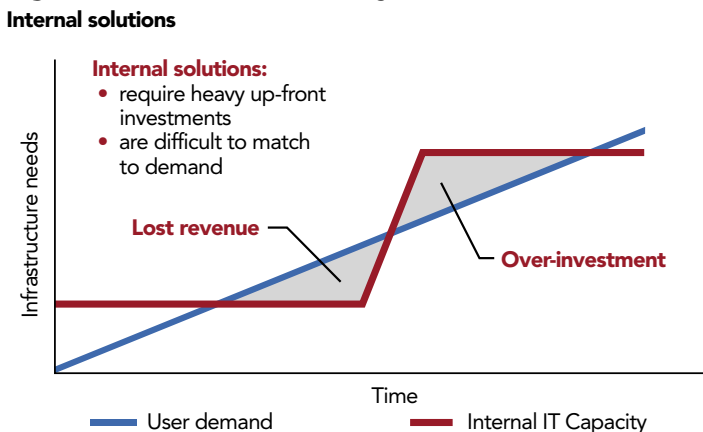 Internal solutions
Internal solutions:
• require heavy up-front
investments
• are difficult to match
to demand
Infrastructure needs
Lost revenue
Over-investment
Time
User demand
Internal IT Capacity